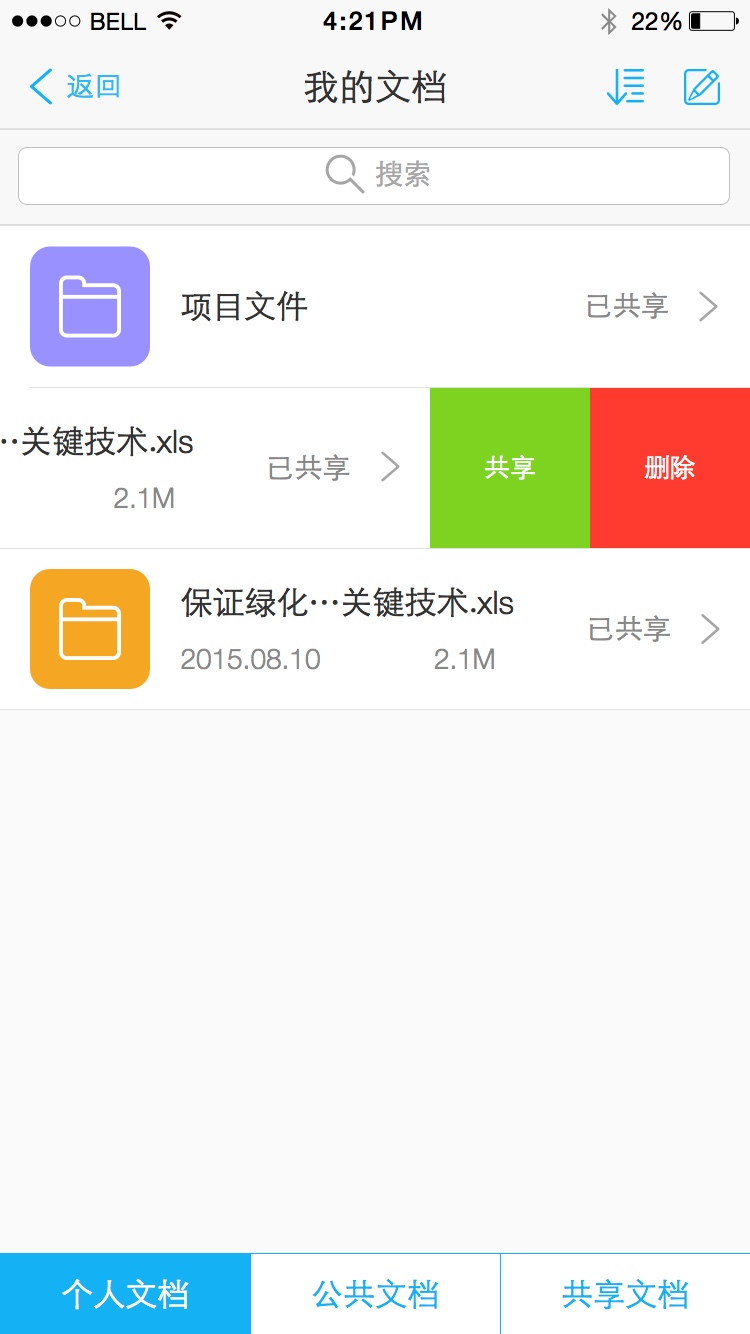 BELL 4:21PM 22%
返回 我的文档
搜索
项目文件 已共享
··关键技术.xls 已共享 共享 删除
2.1M
保证绿化···关键技术.xls 已共享
2015.08.10 2.1M
个人文档 公共文档 共享文档